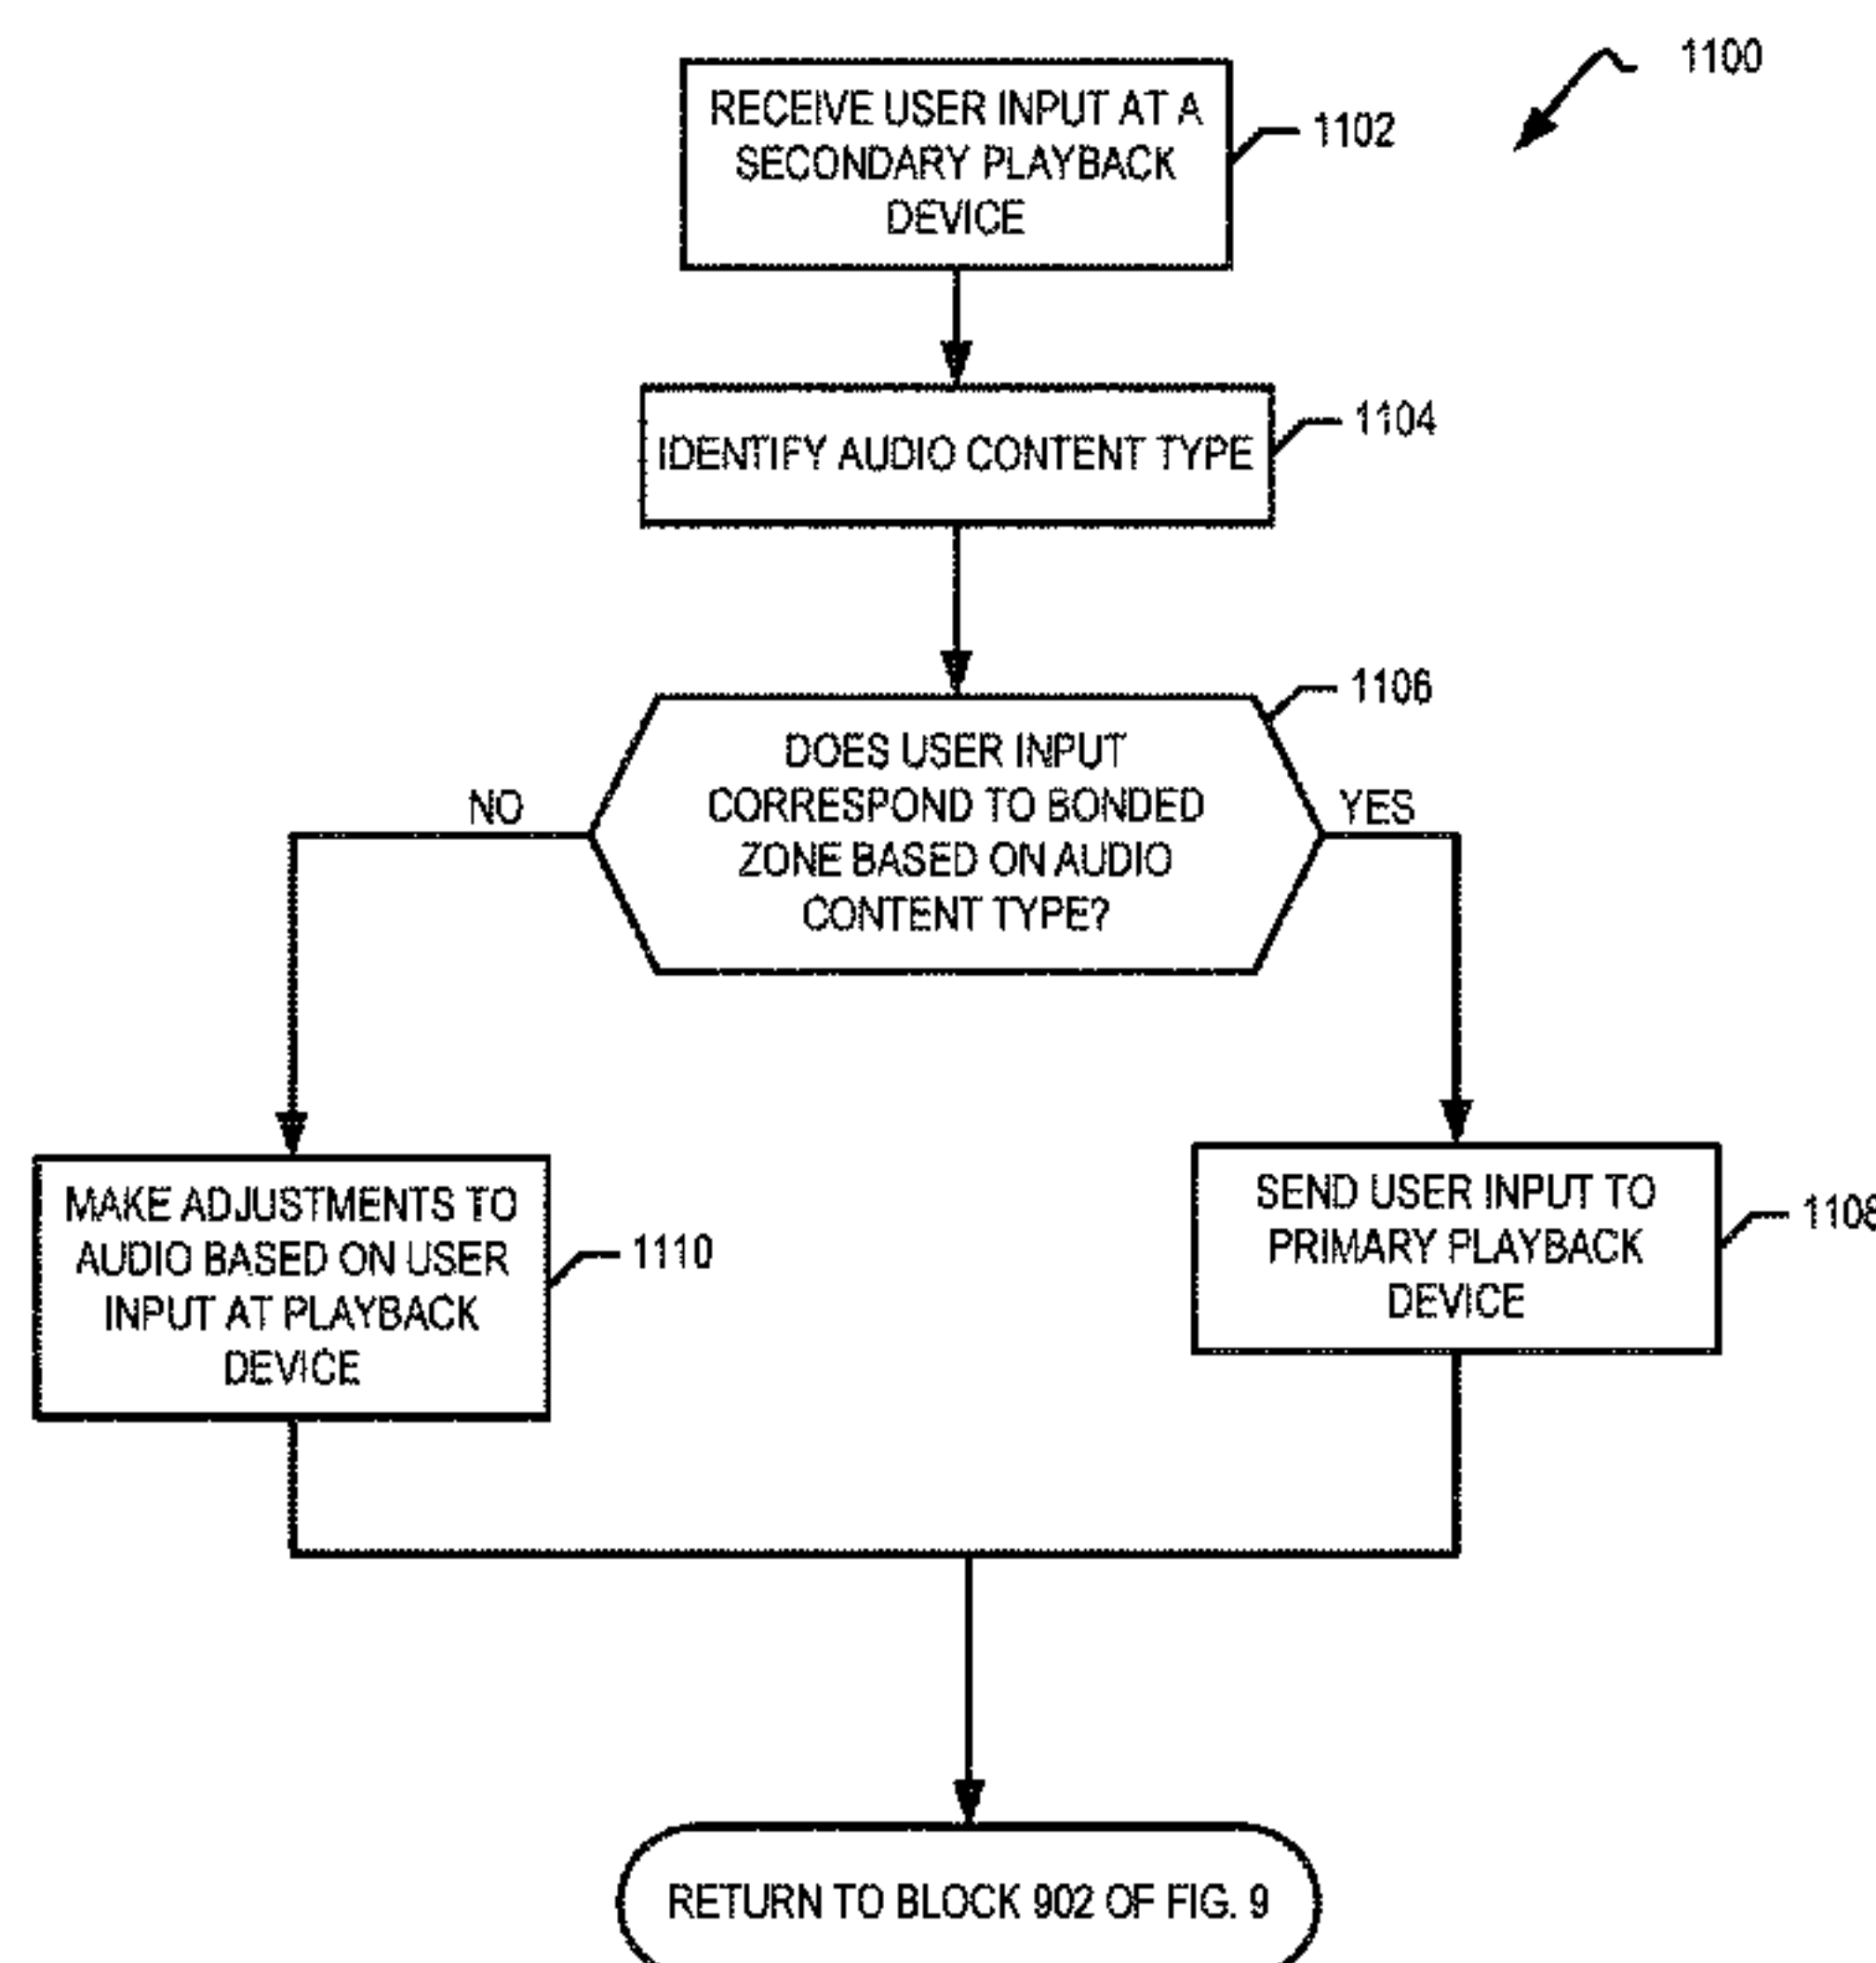 1100
RECEIVE USER INPUT AT A
SECONDARY PLAYBACK
DEVICE
1102
IDENTIFY AUDIO CONTENT TYPE
1104
1106
DOES USER INPUT
CORRESPOND TO BONDED
ZONE BASED ON AUDIO
CONTENT TYPE?
NO
YES
MAKE ADJUSTMENTS TO
AUDIO BASED ON USER
INPUT AT PLAYBACK
DEVICE
1110
SEND USER INPUT TO
PRIMARY PLAYBACK
DEVICE
1108
RETURN TO BLOCK 902 OF FIG. 9